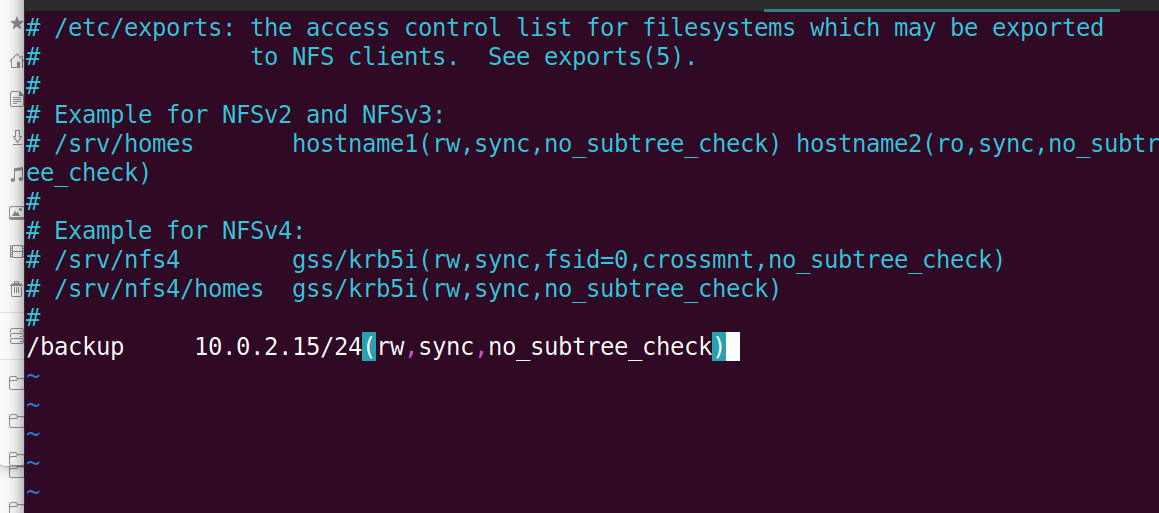 # /etc/exports: the access control list for filesystems which may be exported
#               to NFS clients.  See exports(5).
#
# Example for NFSv2 and NFSv3:
# /srv/homes       hostname1(rw,sync,no_subtree_check) hostname2(ro,sync,no_subtr
ee_check)
#
# Example for NFSv4:
# /srv/nfs4        gss/krb5i(rw,sync,fsid=0,crossmnt,no_subtree_check)
# /srv/nfs4/homes  gss/krb5i(rw,sync,no_subtree_check)
#
/backup     10.0.2.15/24(rw,sync,no_subtree_check)
~
~
~
~
~